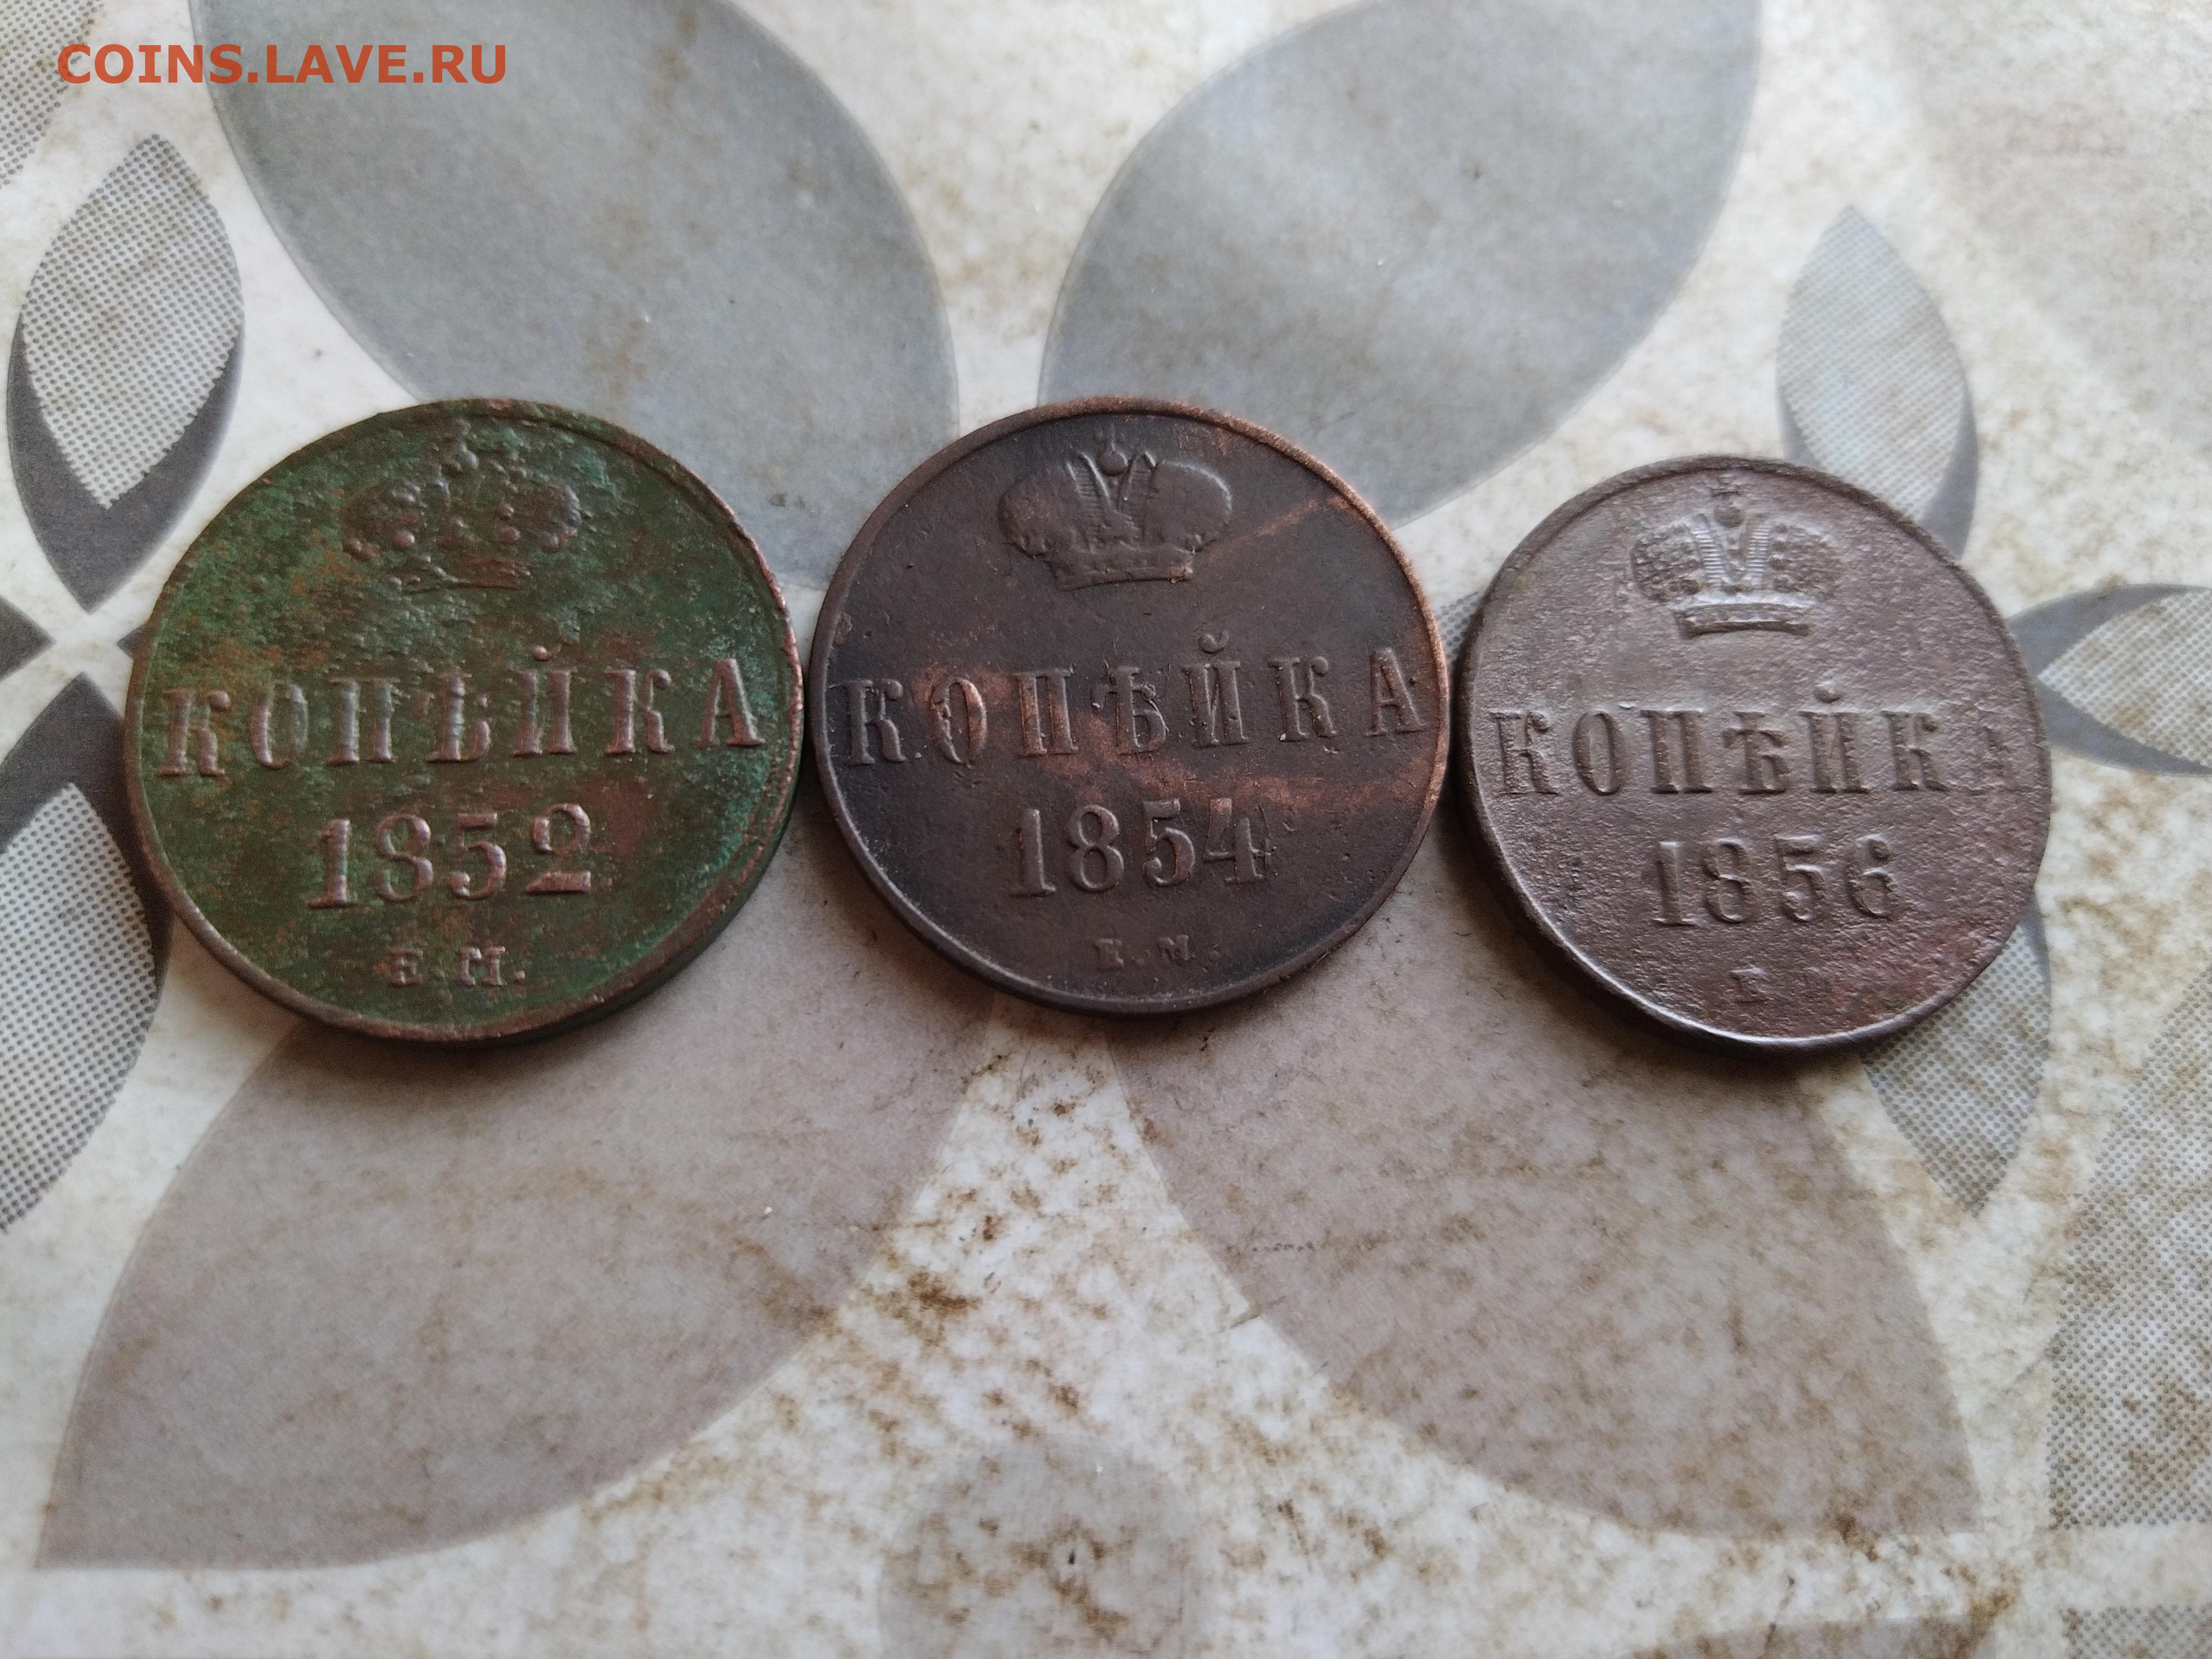 COINS.LAVE.RU
КОПѢЙКА
1852
Е.М.
КОПѢЙКА
1854
Е.М.
КОПѢЙКА
1856
Е